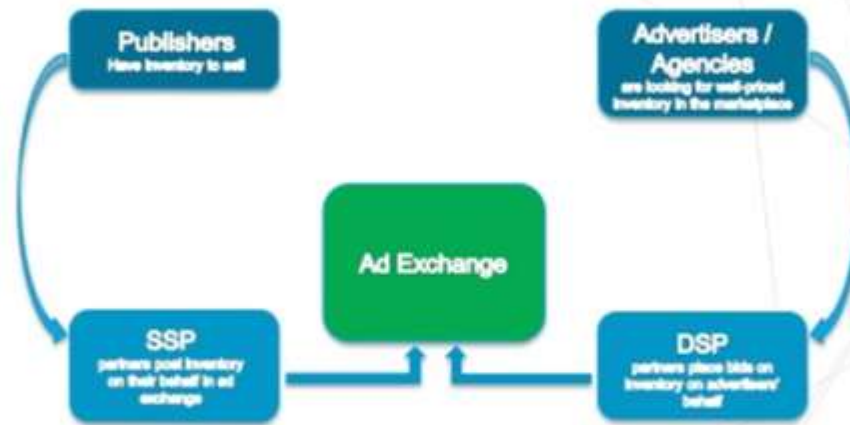 Publishers
Have inventory to sell
Advertisers /
Agencies
are looking for well-priced
inventory in the marketplace
Ad Exchange
SSP
partners post inventory
on their behalf in ad
exchange
DSP
partners place bids on
inventory on advertisers'
behalf